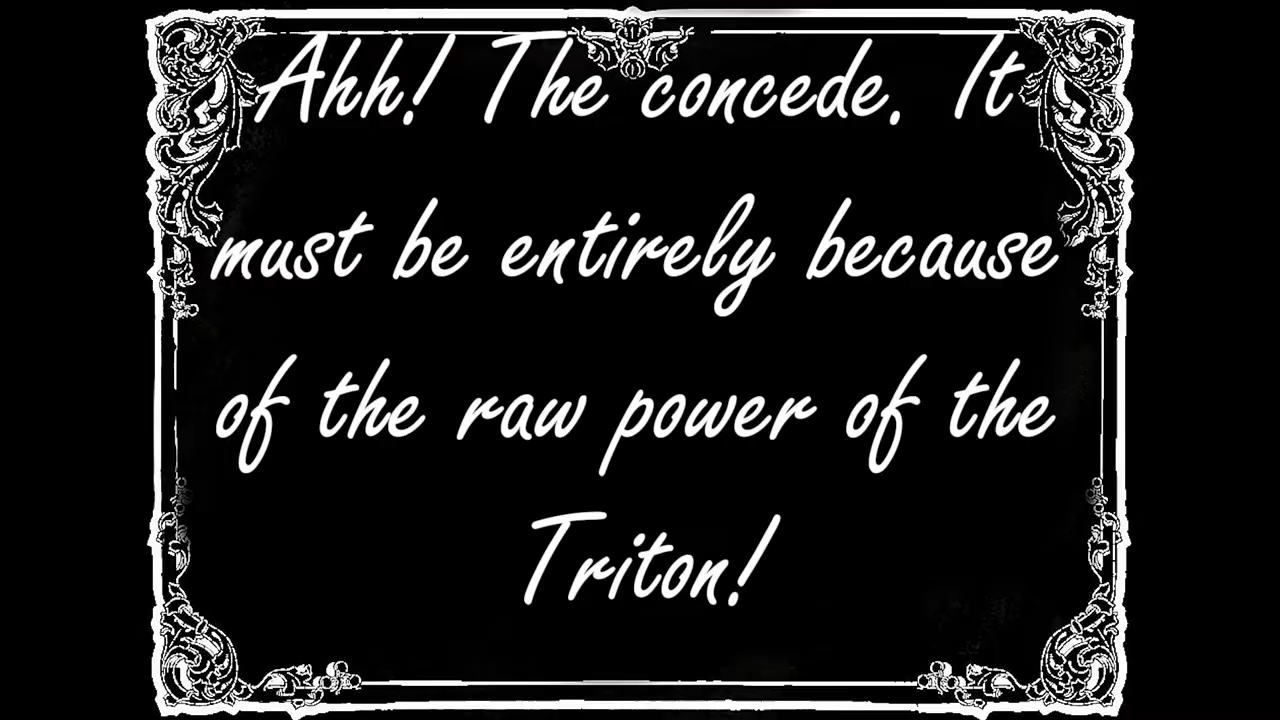 Ahh! The concede. It
must be entirely because
of the raw power of the
Triton!